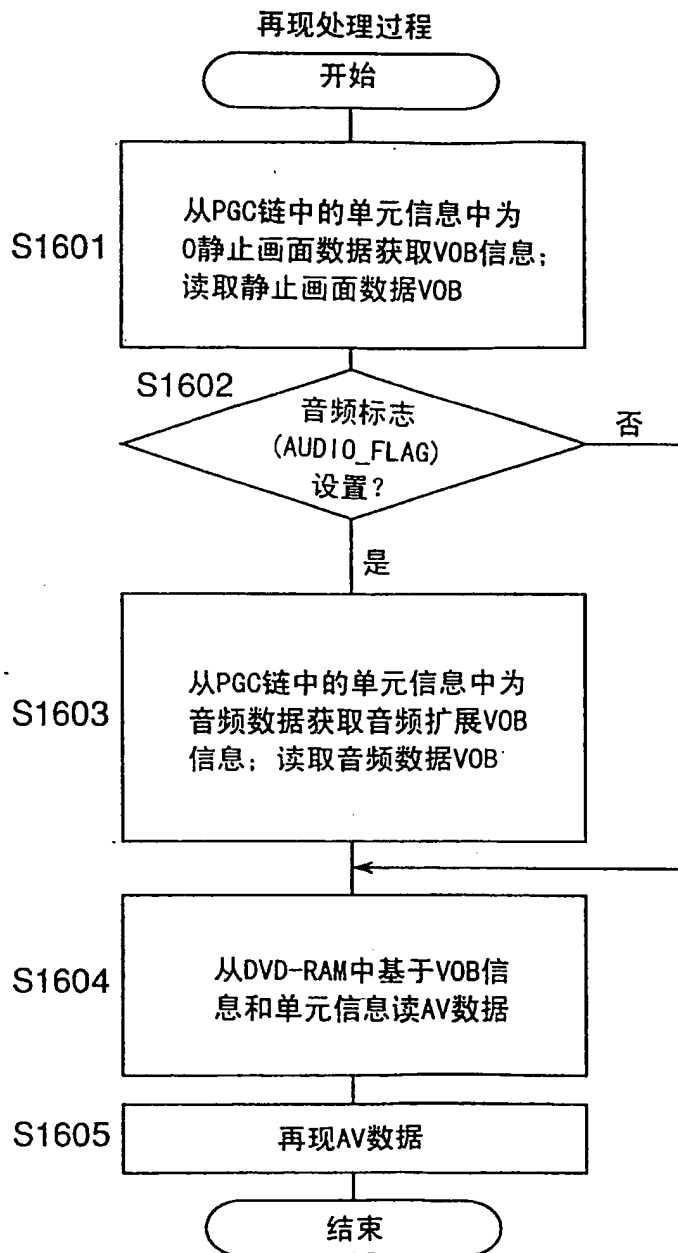 再现处理过程
开始
S1601
从PGC链中的单元信息中为
0静止画面数据获取VOB信息;
读取静止画面数据VOB
S1602
音频标志
(AUDIO_FLAG)
设置?
否
是
S1603
从PGC链中的单元信息中为
音频数据获取音频扩展VOB
信息; 读取音频数据VOB
S1604
从DVD-RAM中基于VOB信
息和单元信息读AV数据
S1605
再现AV数据
结束